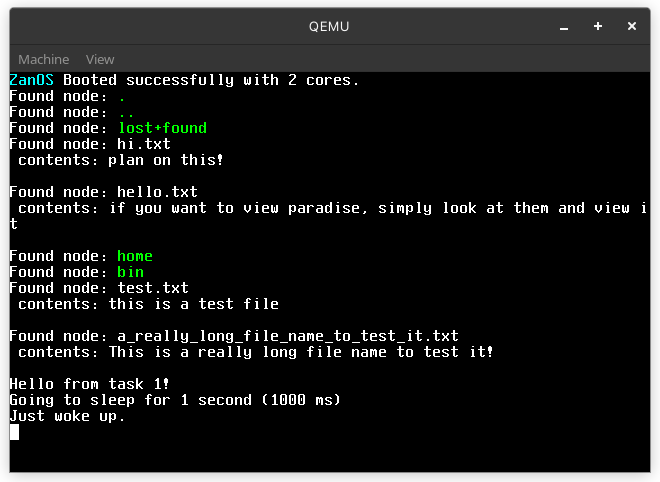 QEMU
Machine View
ZanOS Booted successfully with 2 cores.
Found node: .
Found node: ..
Found node: lost+found
Found node: hi.txt
 contents: plan on this!
Found node: hello.txt
 contents: if you want to view paradise, simply look at them and view i
t
Found node: home
Found node: bin
Found node: test.txt
 contents: this is a test file
Found node: a_really_long_file_name_to_test_it.txt
 contents: This is a really long file name to test it!
Hello from task 1!
Going to sleep for 1 second (1000 ms)
Just woke up.